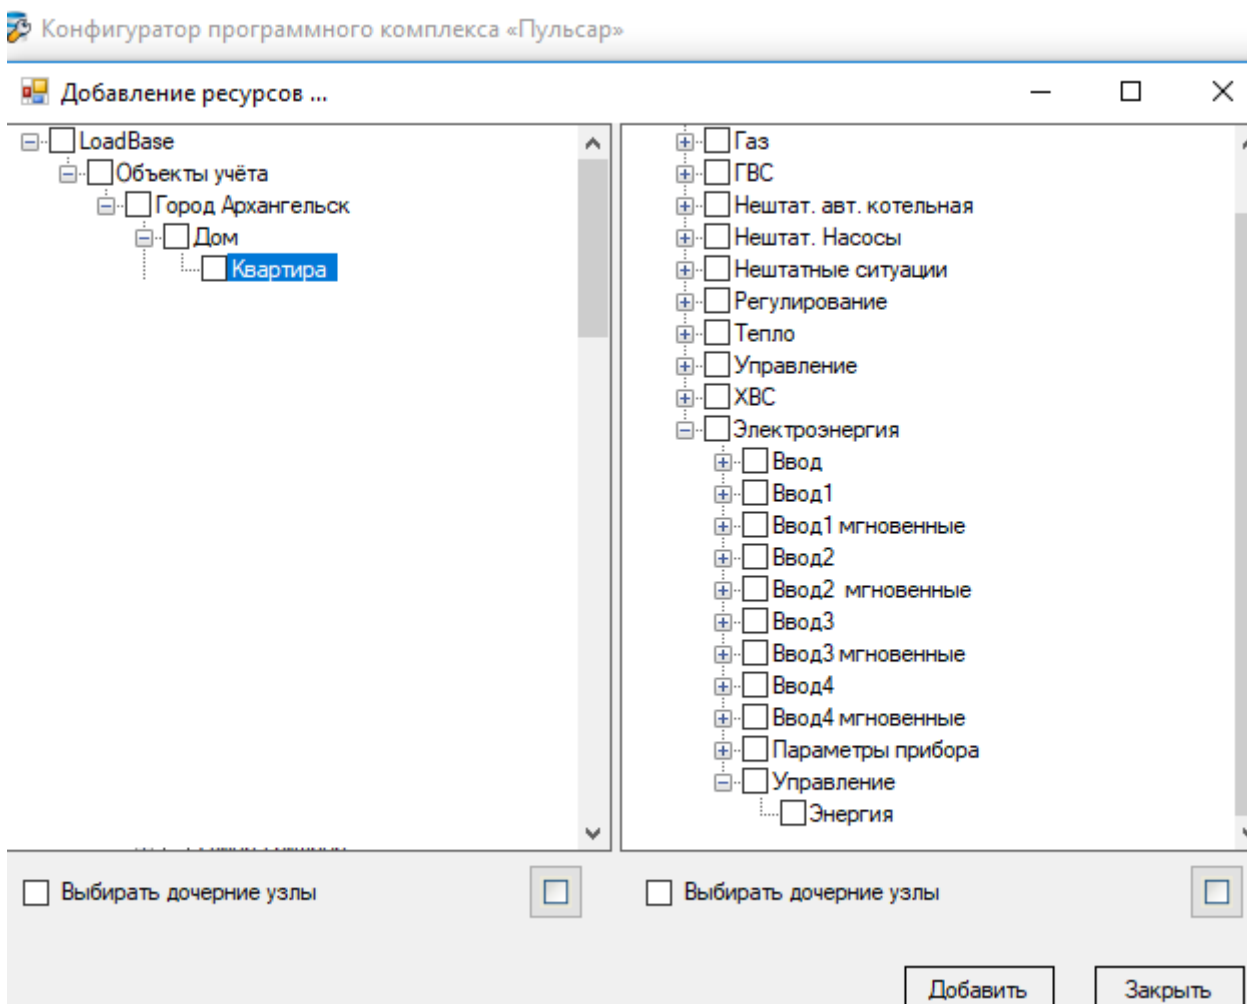 Конфигуратор программного комплекса «Пульсар»
Добавление ресурсов ...
LoadBase
Объекты учёта
Город Архангельск
Дом
Квартира
Газ
ГВС
Нештат. авт. котельная
Нештат. Насосы
Нештатные ситуации
Регулирование
Тепло
Управление
ХВС
Электроэнергия
Ввод
Ввод1
Ввод1 мгновенные
Ввод2
Ввод2  мгновенные
Ввод3
Ввод3 мгновенные
Ввод4
Ввод4 мгновенные
Параметры прибора
Управление
Энергия
Выбирать дочерние узлы
Выбирать дочерние узлы
Добавить
Закрыть